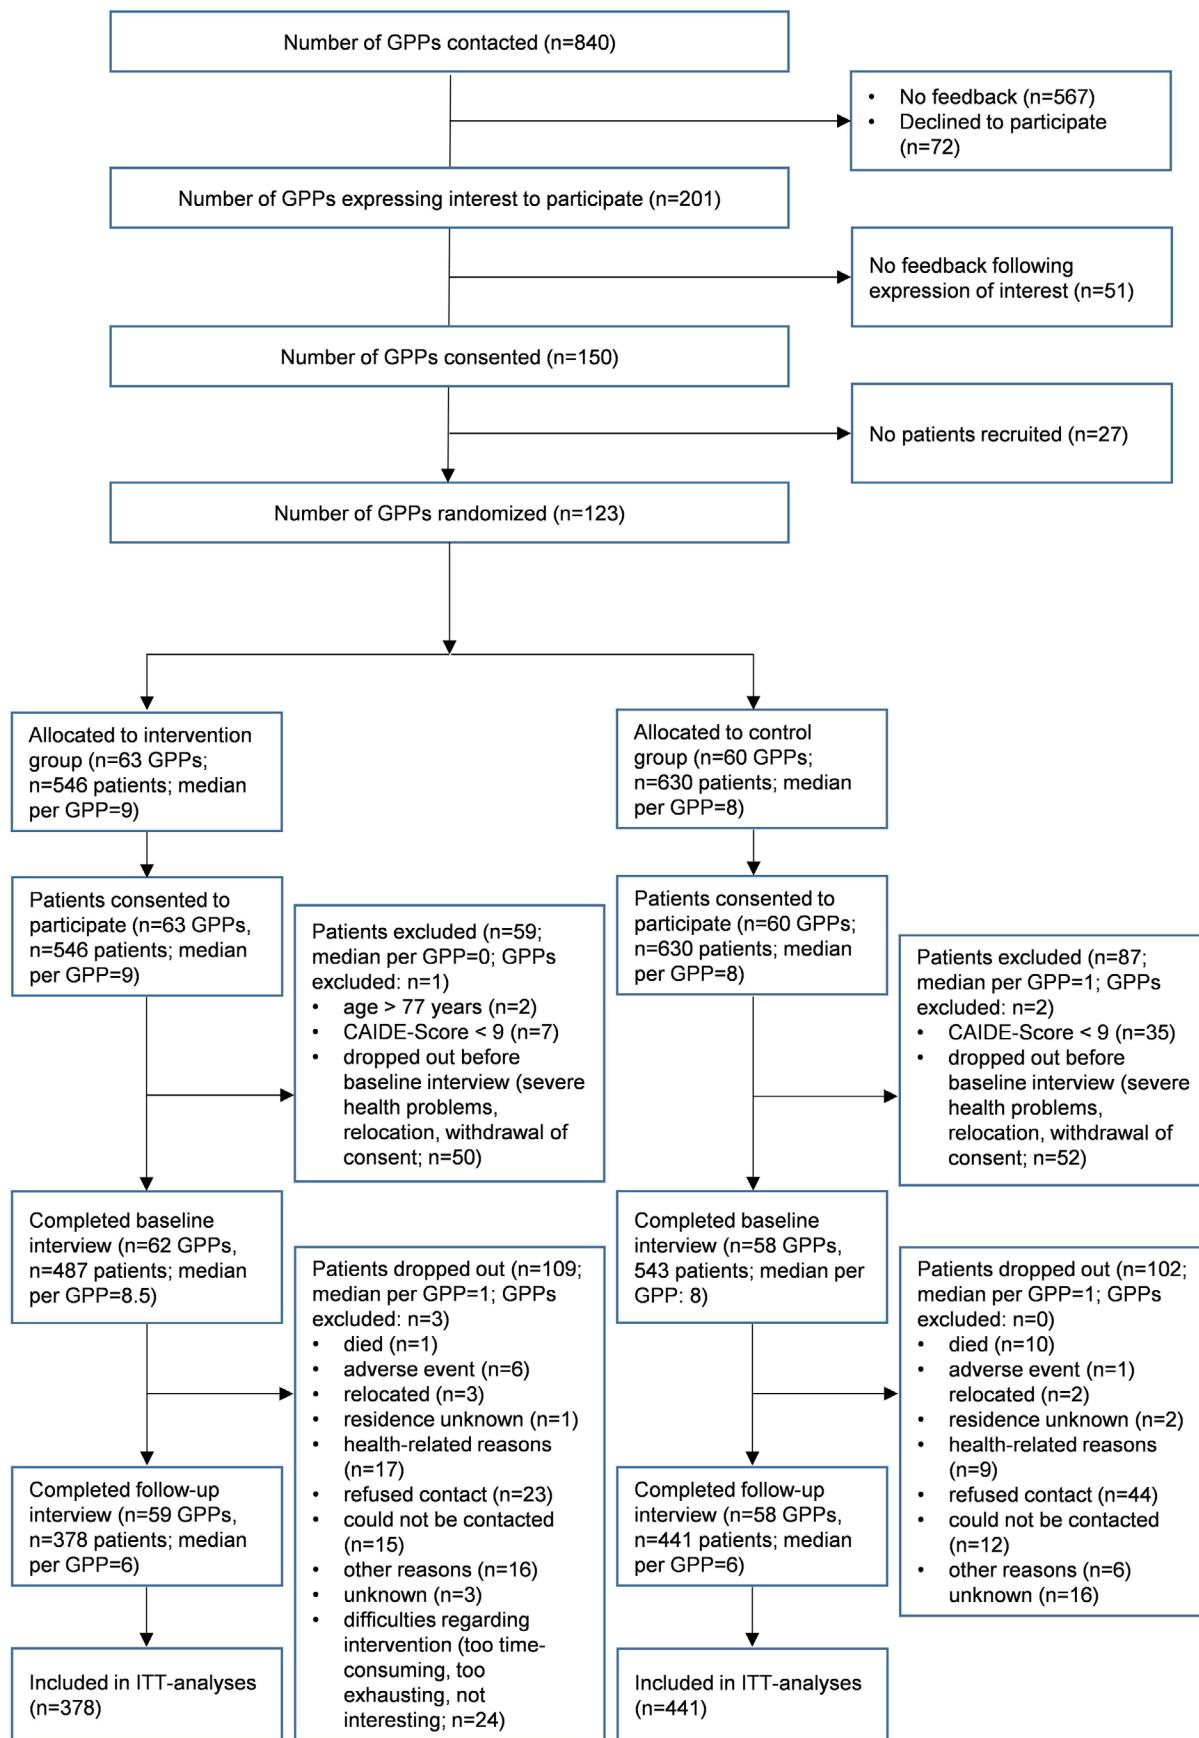 Number of GPPs contacted (n=840)
• No feedback (n=567)
• Declined to participate
(n=72)
Number of GPPs expressing interest to participate (n=201)
No feedback following
expression of interest (n=51)
Number of GPPs consented (n=150)
No patients recruited (n=27)
Number of GPPs randomized (n=123)
Allocated to intervention
group (n=63 GPPs;
n=546 patients; median
per GPP=9)
Allocated to control
group (n=60 GPPs;
n=630 patients; median
per GPP=8)
Patients consented to
participate (n=63 GPPs,
n=546 patients; median
per GPP=9)
Patients excluded (n=59;
median per GPP=0; GPPs
excluded: n=1)
• age > 77 years (n=2)
• CAIDE-Score < 9 (n=7)
• dropped out before
baseline interview (severe
health problems,
relocation, withdrawal of
consent; n=50)
Patients consented to
participate (n=60 GPPs;
n=630 patients; median
per GPP=8)
Patients excluded (n=87;
median per GPP=1; GPPs
excluded: n=2)
• CAIDE-Score < 9 (n=35)
• dropped out before
baseline interview (severe
health problems,
relocation, withdrawal of
consent; n=52)
Completed baseline
interview (n=62 GPPs,
n=487 patients; median
per GPP=8.5)
Patients dropped out (n=109;
median per GPP=1; GPPs
excluded: n=3)
• died (n=1)
• adverse event (n=6)
• relocated (n=3)
• residence unknown (n=1)
• health-related reasons
(n=17)
• refused contact (n=23)
• could not be contacted
(n=15)
• other reasons (n=16)
• unknown (n=3)
• difficulties regarding
intervention (too time-
consuming, too
exhausting, not
interesting; n=24)
Completed baseline
interview (n=58 GPPs,
543 patients; median per
GPP: 8)
Patients dropped out (n=102;
median per GPP=1; GPPs
excluded: n=0)
• died (n=10)
• adverse event (n=1)
relocated (n=2)
• residence unknown (n=2)
• health-related reasons
(n=9)
• refused contact (n=44)
• could not be contacted
(n=12)
• other reasons (n=6)
unknown (n=16)
Completed follow-up
interview (n=59 GPPs,
n=378 patients; median
per GPP=6)
Completed follow-up
interview (n=58 GPPs,
n=441 patients; median
per GPP=6)
Included in ITT-analyses
(n=378)
Included in ITT-analyses
(n=441)